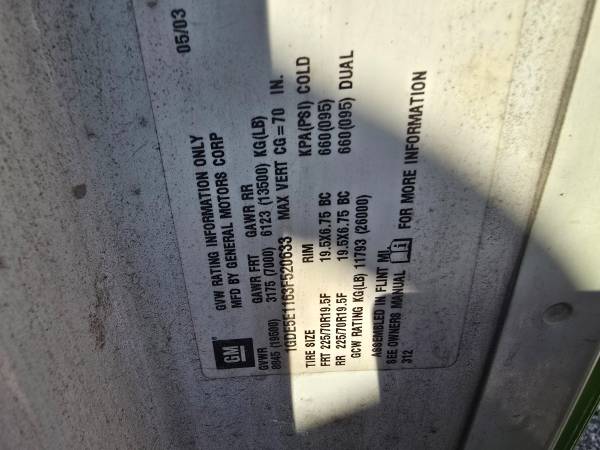 05/03
GM
GVW RATING INFORMATION ONLY
MFD BY GENERAL MOTORS CORP
GVWR GAWR FRT GAWR RR
8845 (19500) 3175 (7000) 6123 (13500) KG(LB)
1GDE5E1163F520633 MAX VERT CG=70 IN.
TIRE SIZE RIM KPA(PSI) COLD
FRT 225/70R19.5F 19.5X6.75 BC 660(095)
RR 225/70R19.5F 19.5X6.75 BC 660(095) DUAL
GCW RATING KG(LB) 11793 (26000)
ASSEMBLED IN FLINT MI.
SEE OWNERS MANUAL FOR MORE INFORMATION
312